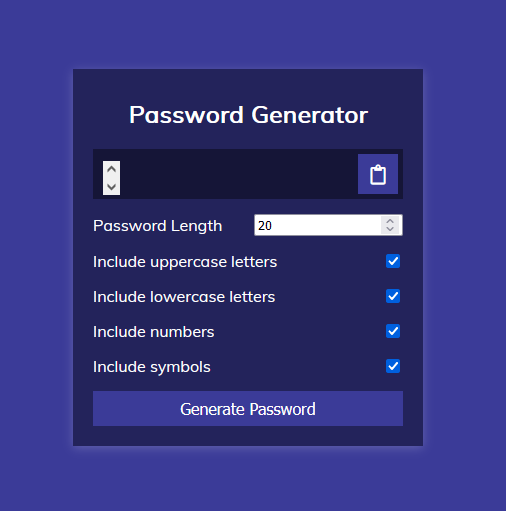 Password Generator
Password Length 20
Include uppercase letters
Include lowercase letters
Include numbers
Include symbols
Generate Password